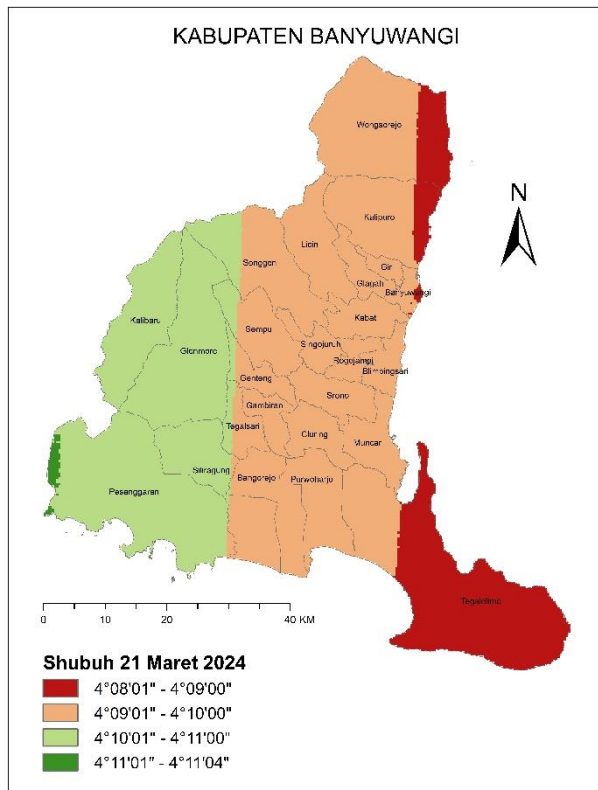 KABUPATEN BANYUWANGI
Wongsorejo
N
Kalipuro
Licin
Songgon
Giri
Glagah
Banyuwangi
Kalibaru
Kabat
Sempu
Singojuruh
Glenmore
Rogojampi
Blimbingsari
Genteng
Srono
Gambiran
Tegalsari
Cluring
Muncar
Siliragung
Bangorejo
Purwoharjo
Pesanggaran
Tegaldlimo
0 5 10 20 30 40 KM
Shubuh 21 Maret 2024
4°08'01" - 4°09'00"
4°09'01" - 4°10'00"
4°10'01" - 4°11'00"
4°11'01" - 4°11'04"